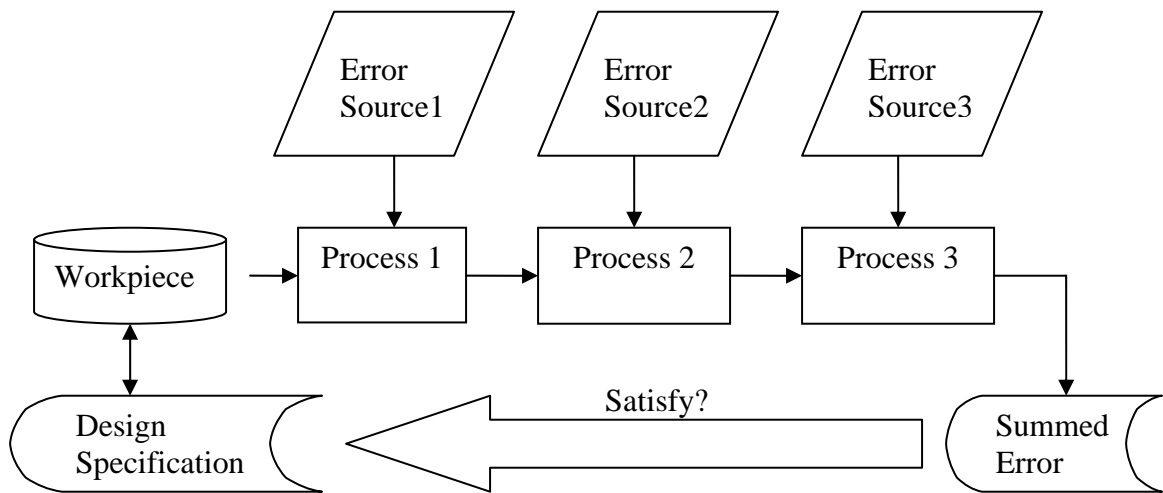 Error
Source1
Error
Source2
Error
Source3
Workpiece
Process 1
Process 2
Process 3
Satisfy?
Design
Specification
Summed
Error